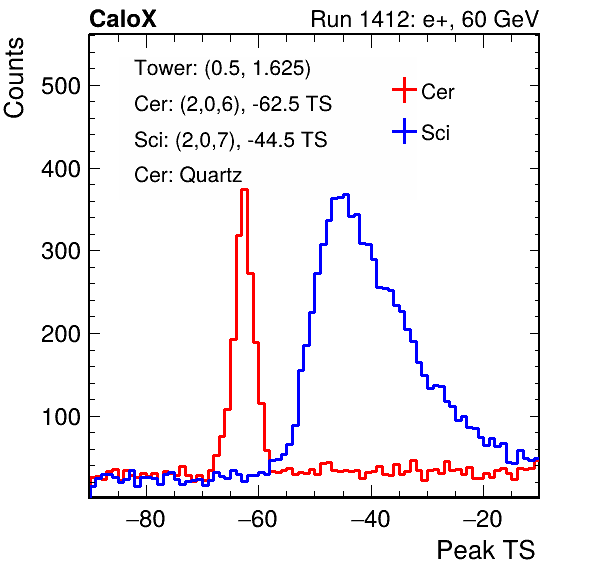 CaloX Run 1412: e+, 60 GeV
Tower: (0.5, 1.625)
Cer: (2,0,6), -62.5 TS
Sci: (2,0,7), -44.5 TS
Cer: Quartz
Cer
Sci
Counts
500
400
300
200
100
−80 −60 −40 −20
Peak TS